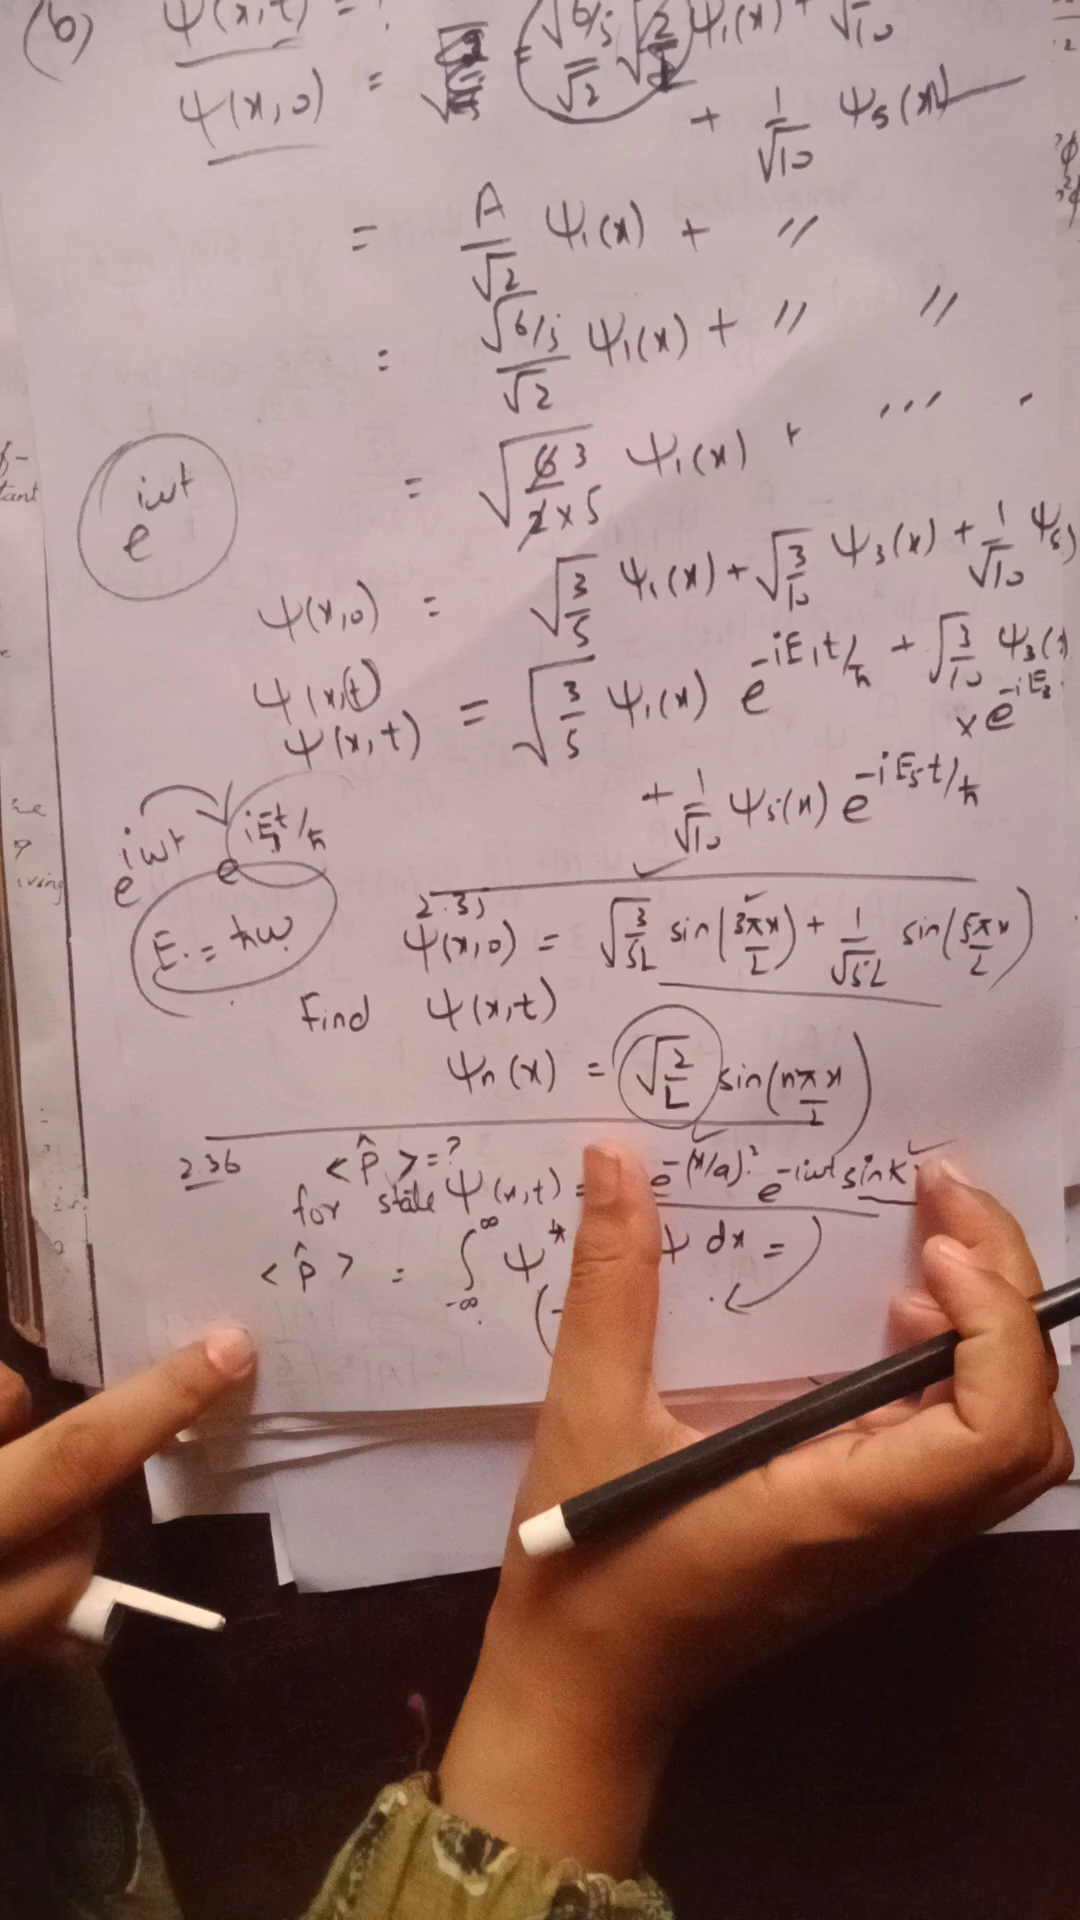 (b) ψ(x,t) = ?
ψ(x,0) = = √6/5 / √2 √2 ψ₁(x) + √10
+ 1/√10 ψ₅(x)
= A/√2 ψ₁(x) + 〃
= √6/5 / √2 ψ₁(x) + 〃 〃
e^iωt
= √(6 3 / 2×5) ψ₁(x) + ′′′
ψ(x,0) = √3/5 ψ₁(x) + √3/10 ψ₃(x) + 1/√10 ψ₅
ψ(x,t)
ψ(x,t) = √3/5 ψ₁(x) e^-iE₁t/ħ + √3/10 ψ₃(
× e^-iE₃
+ 1/√10 ψ₅(x) e^-iE₅t/ħ
e^iωt e^iEt/ħ
E = ħω
2.35
ψ(x,0) = √3/5L sin(3πx/L) + 1/√5L sin(5πx/L)
Find ψ(x,t)
ψn(x) = √2/L sin(nπx/L)
2.36 <p̂> = ?
for state ψ(x,t) = e^-(x/a)² e^-iωt sin k
<p̂> = ∫_-∞^∞ ψ* ψ dx =
(-